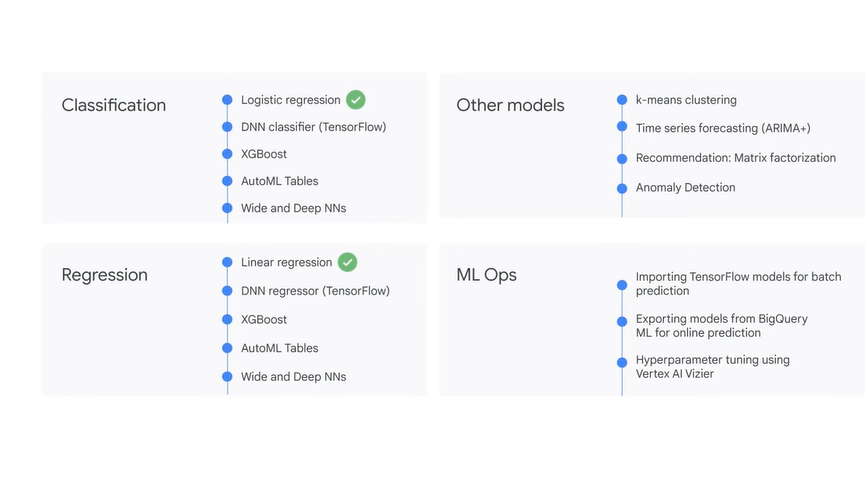 Classification
Logistic regression
DNN classifier (TensorFlow)
XGBoost
AutoML Tables
Wide and Deep NNs
Other models
k-means clustering
Time series forecasting (ARIMA+)
Recommendation: Matrix factorization
Anomaly Detection
Regression
Linear regression
DNN regressor (TensorFlow)
XGBoost
AutoML Tables
Wide and Deep NNs
ML Ops
Importing TensorFlow models for batch
prediction
Exporting models from BigQuery
ML for online prediction
Hyperparameter tuning using
Vertex AI Vizier